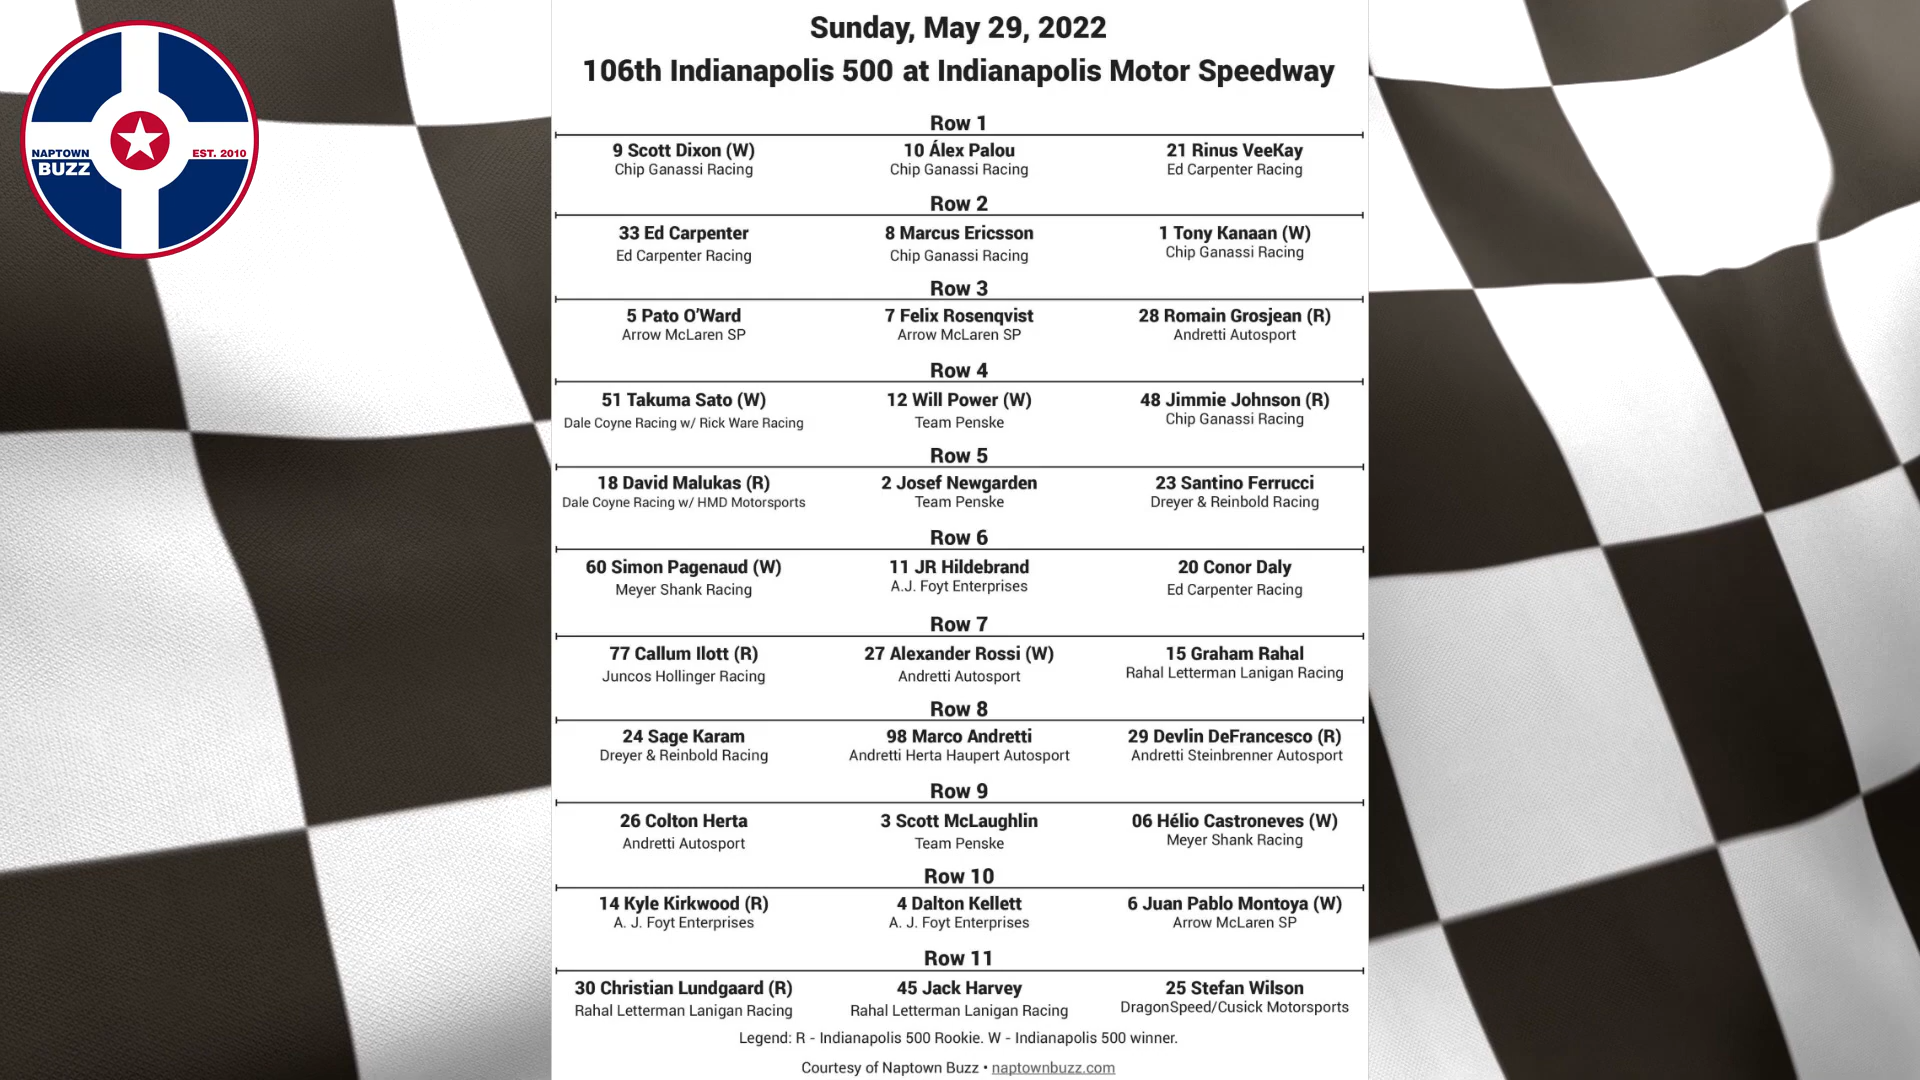 NAPTOWN
BUZZ
EST. 2010
Sunday, May 29, 2022
106th Indianapolis 500 at Indianapolis Motor Speedway
Row 1
9 Scott Dixon (W) 10 Álex Palou 21 Rinus VeeKay
Chip Ganassi Racing Chip Ganassi Racing Ed Carpenter Racing
Row 2
33 Ed Carpenter 8 Marcus Ericsson 1 Tony Kanaan (W)
Ed Carpenter Racing Chip Ganassi Racing Chip Ganassi Racing
Row 3
5 Pato O’Ward 7 Felix Rosenqvist 28 Romain Grosjean (R)
Arrow McLaren SP Arrow McLaren SP Andretti Autosport
Row 4
51 Takuma Sato (W) 12 Will Power (W) 48 Jimmie Johnson (R)
Dale Coyne Racing w/ Rick Ware Racing Team Penske Chip Ganassi Racing
Row 5
18 David Malukas (R) 2 Josef Newgarden 23 Santino Ferrucci
Dale Coyne Racing w/ HMD Motorsports Team Penske Dreyer & Reinbold Racing
Row 6
60 Simon Pagenaud (W) 11 JR Hildebrand 20 Conor Daly
Meyer Shank Racing A.J. Foyt Enterprises Ed Carpenter Racing
Row 7
77 Callum Ilott (R) 27 Alexander Rossi (W) 15 Graham Rahal
Juncos Hollinger Racing Andretti Autosport Rahal Letterman Lanigan Racing
Row 8
24 Sage Karam 98 Marco Andretti 29 Devlin DeFrancesco (R)
Dreyer & Reinbold Racing Andretti Herta Haupert Autosport Andretti Steinbrenner Autosport
Row 9
26 Colton Herta 3 Scott McLaughlin 06 Hélio Castroneves (W)
Andretti Autosport Team Penske Meyer Shank Racing
Row 10
14 Kyle Kirkwood (R) 4 Dalton Kellett 6 Juan Pablo Montoya (W)
A. J. Foyt Enterprises A. J. Foyt Enterprises Arrow McLaren SP
Row 11
30 Christian Lundgaard (R) 45 Jack Harvey 25 Stefan Wilson
Rahal Letterman Lanigan Racing Rahal Letterman Lanigan Racing DragonSpeed/Cusick Motorsports
Legend: R - Indianapolis 500 Rookie. W - Indianapolis 500 winner.
Courtesy of Naptown Buzz • naptownbuzz.com